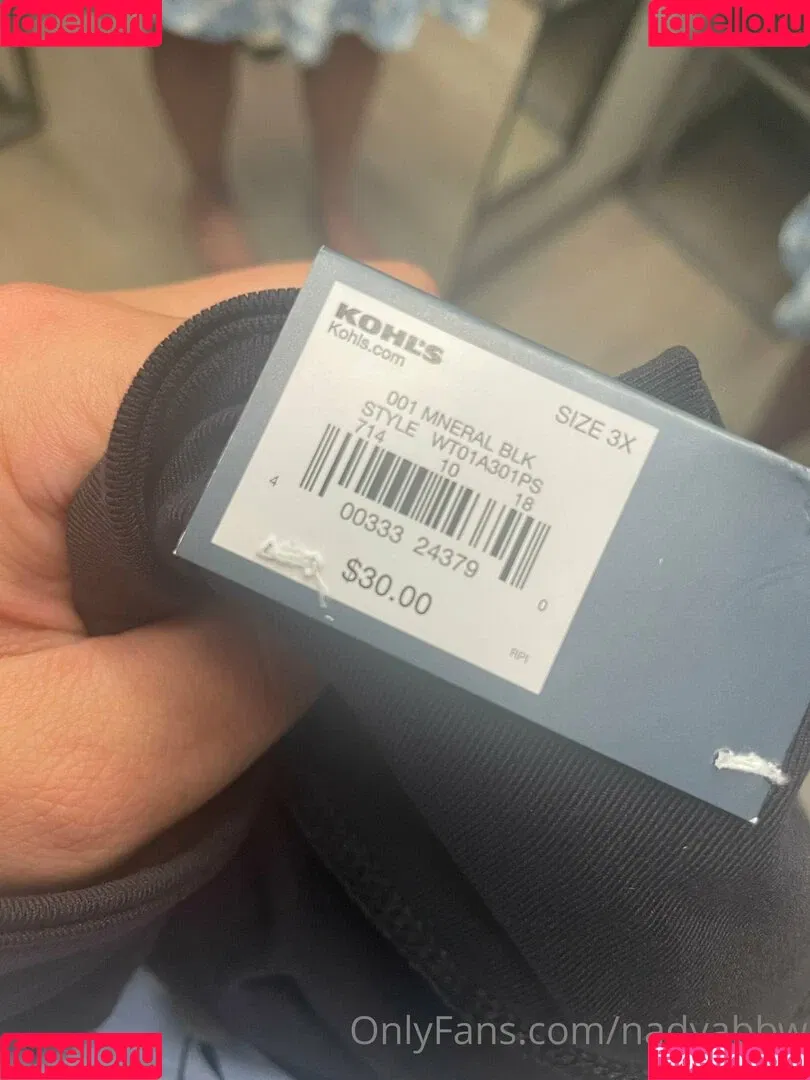 fapello.ru
fapello.ru
KOHL'S
Kohls.com
SIZE 3X
001 MNERAL BLK
STYLE WT01A301PS
714 10 18
4 00333 24379 0
$30.00
RPI
OnlyFans.com/nadyabbw
fapello.ru
fapello.ru